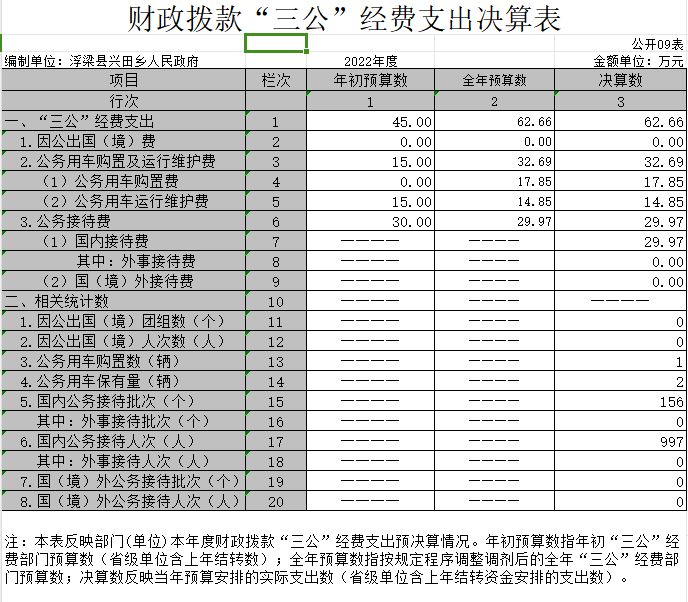 财政拨款“三公”经费支出决算表
公开09表
编制单位：浮梁县兴田乡人民政府 2022年度 金额单位：万元
项目 栏次 年初预算数 全年预算数 决算数
行次 1 2 3
一、“三公”经费支出 1 45.00 62.66 62.66
1.因公出国（境）费 2 0.00 0.00 0.00
2.公务用车购置及运行维护费 3 15.00 32.69 32.69
（1）公务用车购置费 4 0.00 17.85 17.85
（2）公务用车运行维护费 5 15.00 14.85 14.85
3.公务接待费 6 30.00 29.97 29.97
（1）国内接待费 7 ———— ———— 29.97
其中：外事接待费 8 ———— ———— 0.00
（2）国（境）外接待费 9 ———— ———— 0.00
二、相关统计数 10 ———— ———— ————
1.因公出国（境）团组数（个） 11 ———— ———— 0
2.因公出国（境）人次数（人） 12 ———— ———— 0
3.公务用车购置数（辆） 13 ———— ———— 1
4.公务用车保有量（辆） 14 ———— ———— 2
5.国内公务接待批次（个） 15 ———— ———— 156
其中：外事接待批次（个） 16 ———— ———— 0
6.国内公务接待人次（人） 17 ———— ———— 997
其中：外事接待人次（人） 18 ———— ———— 0
7.国（境）外公务接待批次（个） 19 ———— ———— 0
8.国（境）外公务接待人次（人） 20 ———— ———— 0
注：本表反映部门(单位)本年度财政拨款“三公”经费支出预决算情况。年初预算数指年初“三公”经
费部门预算数（省级单位含上年结转数）；全年预算数指按规定程序调整调剂后的全年“三公”经费部
门预算数；决算数反映当年预算安排的实际支出数（省级单位含上年结转资金安排的支出数）。